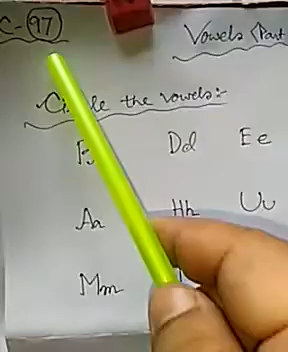 C-97 Vowels (Part
Circle the vowels:-
Dd Ee
Aa Hh Uu
Mm